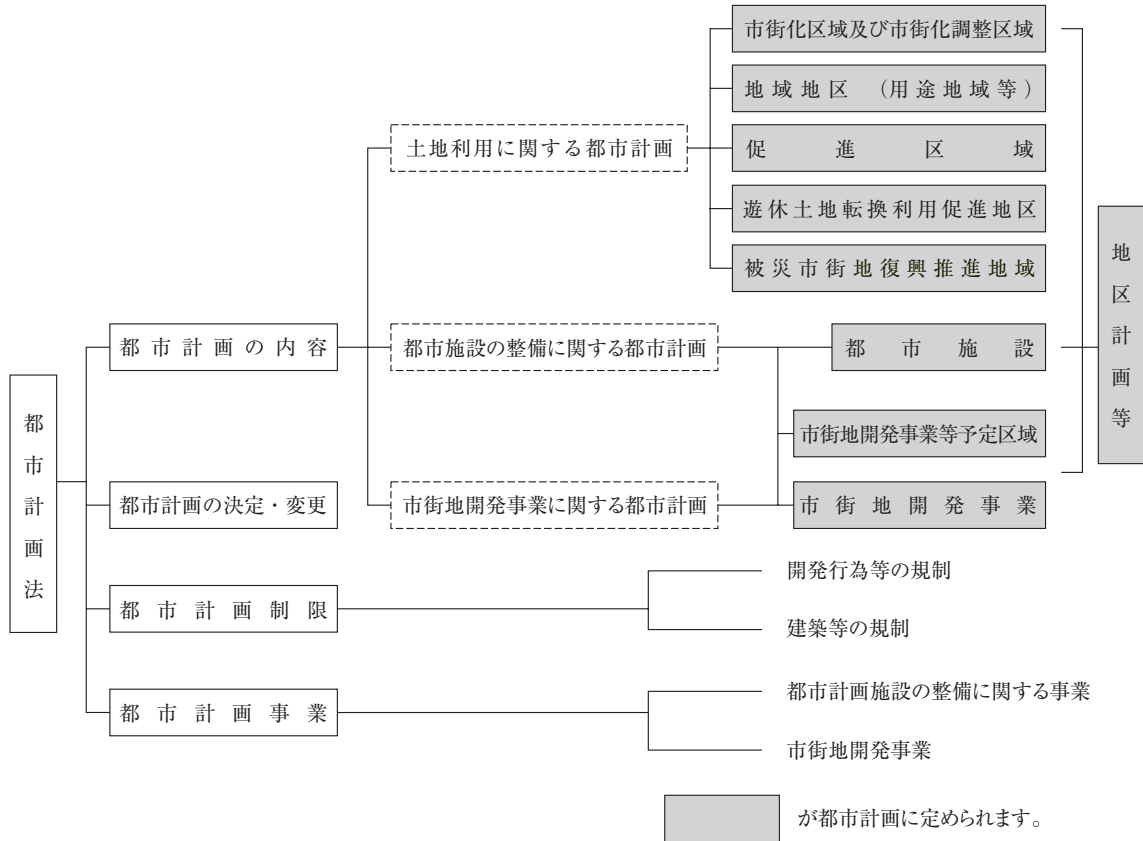 市街化区域及び市街化調整区域
地域地区（用途地域等）
促進区域
遊休土地転換利用促進地区
被災市街地復興推進地域
土地利用に関する都市計画
都市計画の内容
都市施設の整備に関する都市計画
都市施設
地区計画等
市街地開発事業等予定区域
都市計画法
都市計画の決定・変更
市街地開発事業に関する都市計画
市街地開発事業
都市計画制限
開発行為等の規制
建築等の規制
都市計画事業
都市計画施設の整備に関する事業
市街地開発事業
が都市計画に定められます。